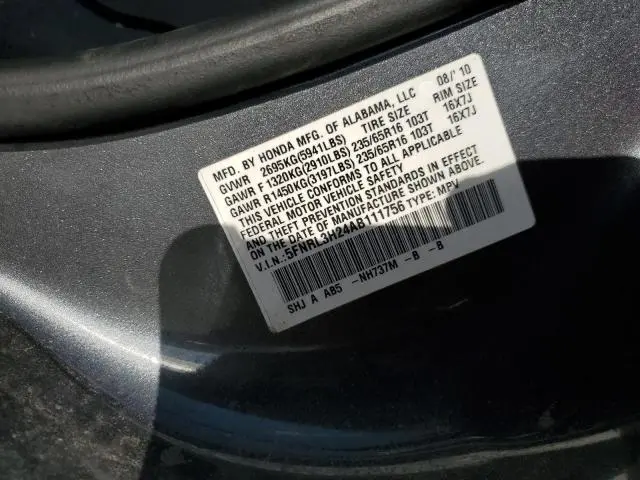 MFD. BY HONDA MFG. OF ALABAMA, LLC 08/'10
GVWR 2695KG(5941LBS) TIRE SIZE RIM SIZE
GAWR F 1320KG(2910LBS) 235/65R16 103T 16X7J
GAWR R 1450KG(3197LBS) 235/65R16 103T 16X7J
THIS VEHICLE CONFORMS TO ALL APPLICABLE
FEDERAL MOTOR VEHICLE SAFETY
AND THEFT PREVENTION STANDARDS IN EFFECT
ON THE DATE OF MANUFACTURE SHOWN ABOVE.
V.I.N.: 5FNRL3H24AB111756 TYPE: MPV
SHJ A AB5 -NH737M -B -B